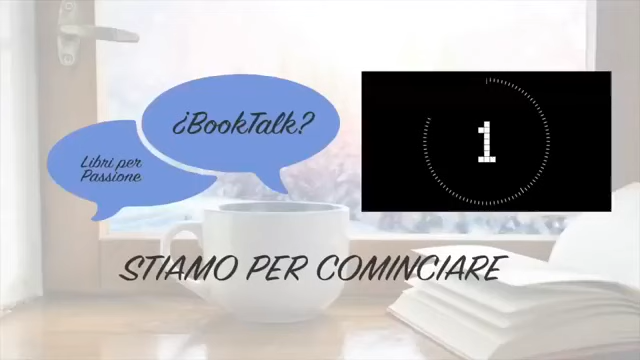 ¿BookTalk?
Libri per
Passione
1
STIAMO PER COMINCIARE